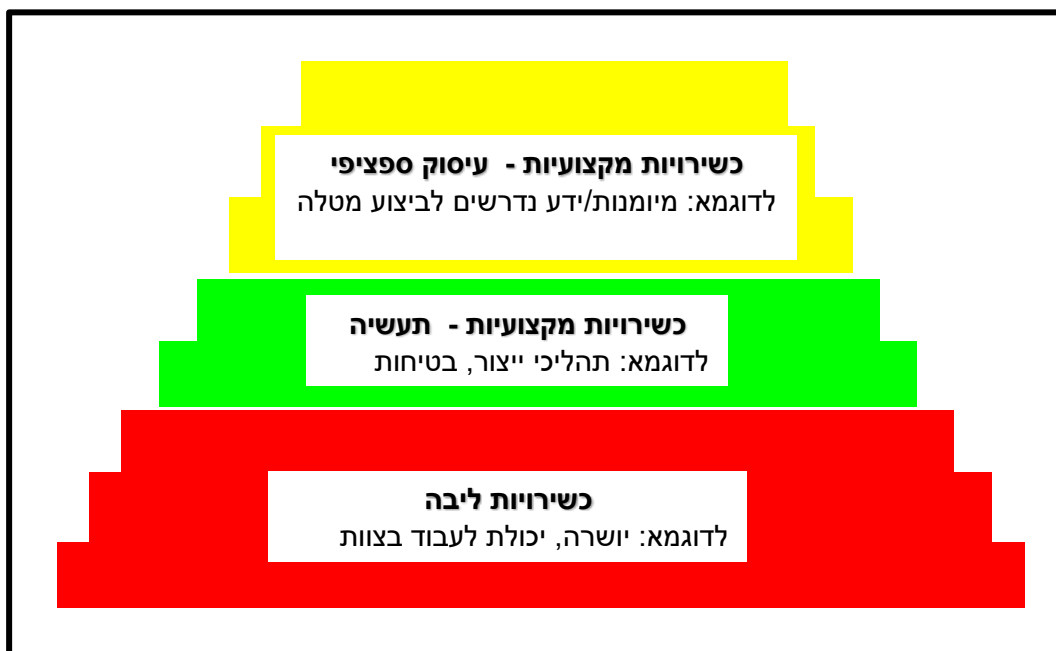 כשירויות מקצועיות - עיסוק ספציפי
לדוגמא: מיומנות/ידע נדרשים לביצוע מטלה
כשירויות מקצועיות - תעשיה
לדוגמא: תהליכי ייצור, בטיחות
כשירויות ליבה
לדוגמא: יושרה, יכולת לעבוד בצוות